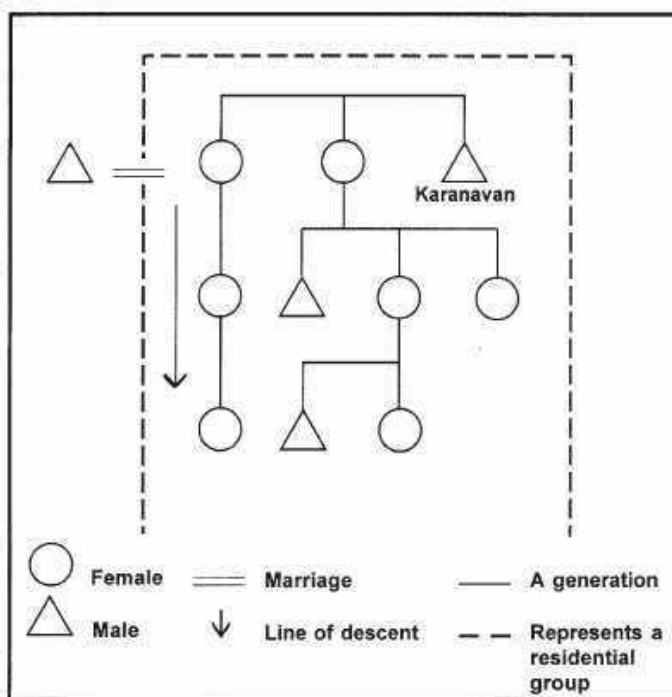 Karanavan
Female
Marriage
A generation
Male
Line of descent
Represents a
residential
group